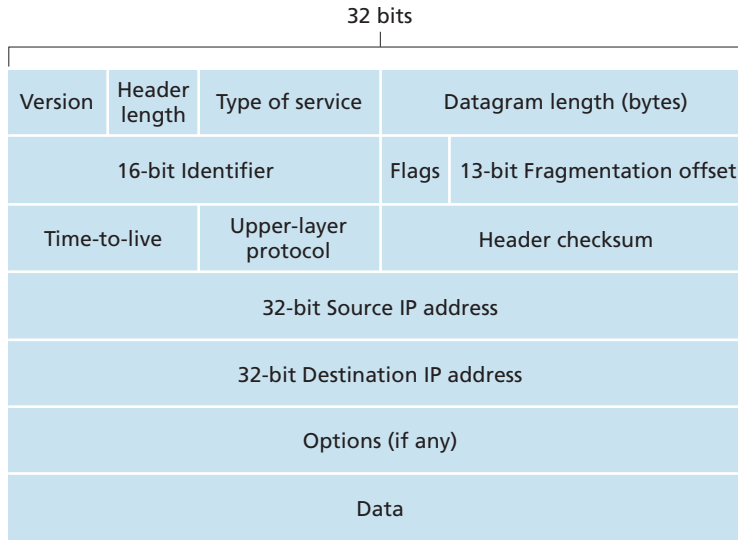 32 bits
Version
Header
length
Type of service
Datagram length (bytes)
16-bit Identifier
Flags
13-bit Fragmentation offset
Time-to-live
Upper-layer
protocol
Header checksum
32-bit Source IP address
32-bit Destination IP address
Options (if any)
Data